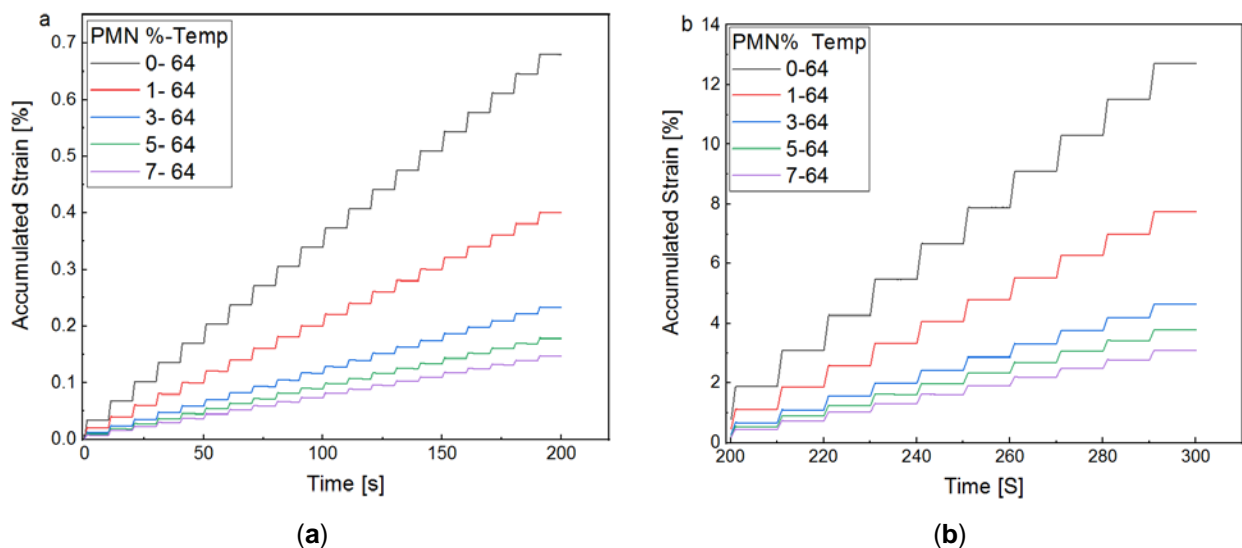 a
0.7
0.6
0.5
0.4
0.3
0.2
0.1
0.0
Accumulated Strain [%]
PMN %-Temp
0- 64
1- 64
3- 64
5- 64
7- 64
0 50 100 150 200
Time [s]
(a)
b
14
12
10
8
6
4
2
0
Accumulated Strain [%]
PMN% Temp
0-64
1-64
3-64
5-64
7-64
200 220 240 260 280 300
Time [S]
(b)